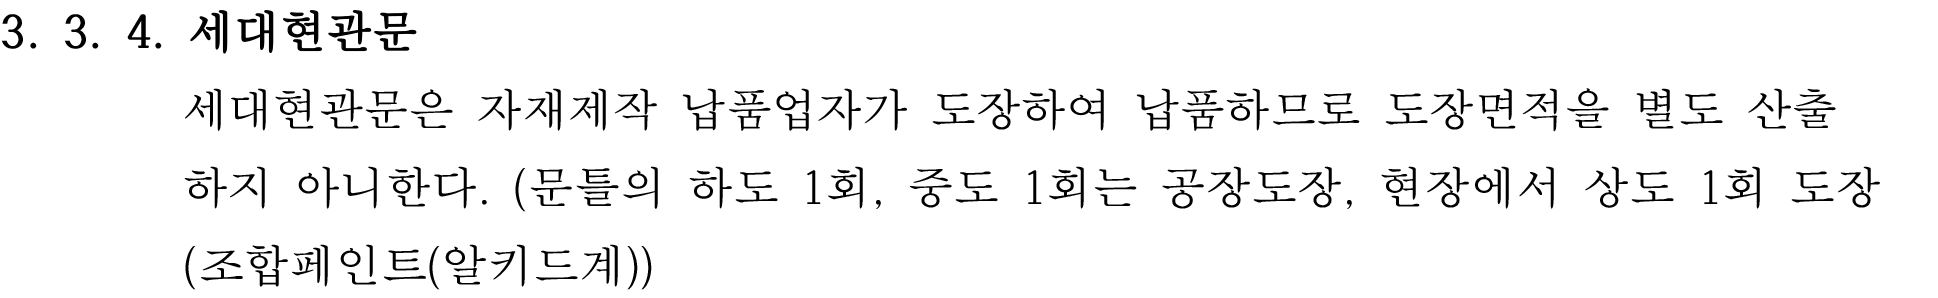 3. 3. 4. 세대현관문
세대현관문은 자재제작 납품업자가 도장하여 납품하므로 도장면적을 별도 산출
하지 아니한다. (문틀의 하도 1회, 중도 1회는 공장도장, 현장에서 상도 1회 도장
(조합페인트(알키드계))